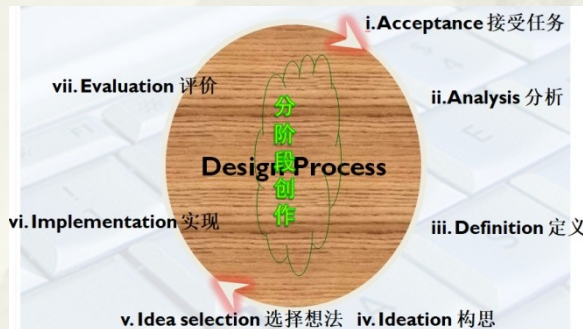 i.Acceptance 接受任务
vii. Evaluation 评价
ii.Analysis 分析
分阶段创作
Design Process
vi. Implementation 实现
iii. Definition 定义
v. Idea selection 选择想法 iv. Ideation 构思